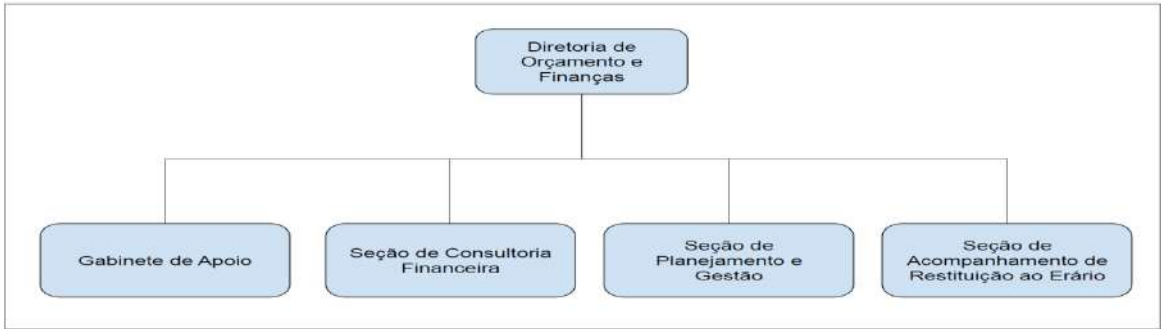 Diretoria de
Orçamento e
Finanças
Gabinete de Apoio
Seção de Consultoria
Financeira
Seção de
Planejamento e
Gestão
Seção de
Acompanhamento de
Restituição ao Erário